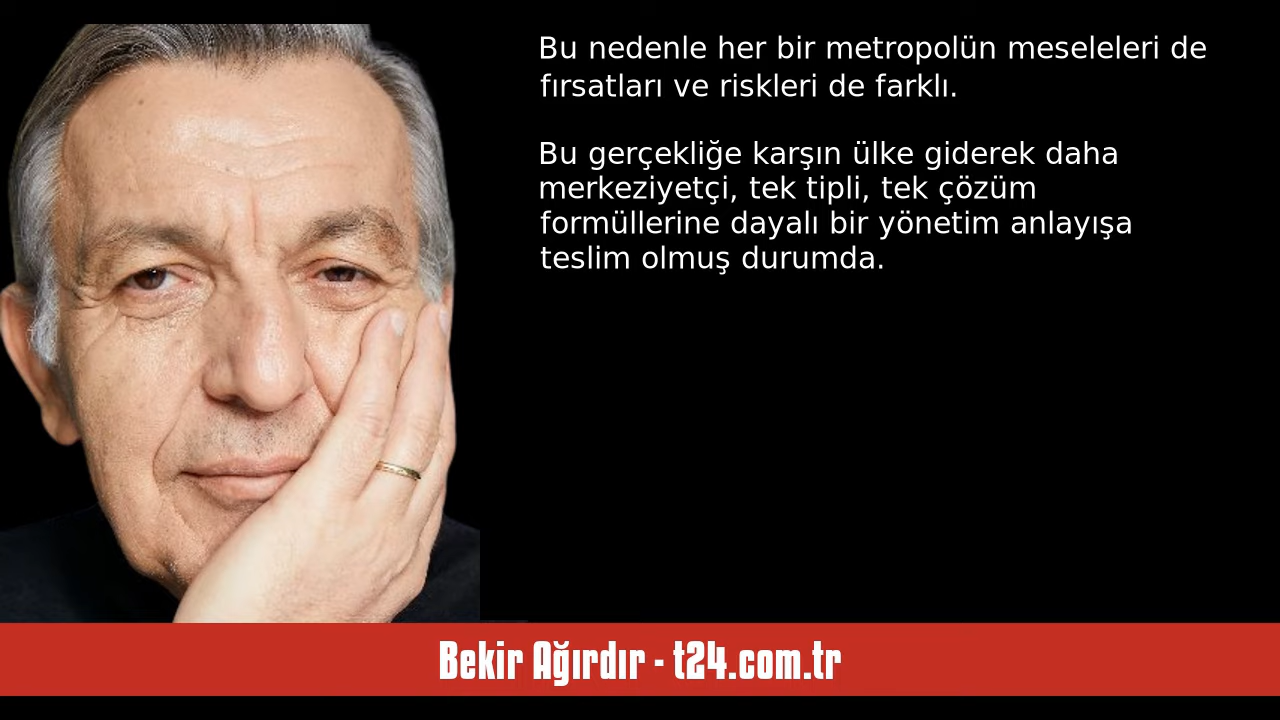 Bu nedenle her bir metropolün meseleleri de
fırsatları ve riskleri de farklı.
Bu gerçekliğe karşın ülke giderek daha
merkeziyetçi, tek tipli, tek çözüm
formüllerine dayalı bir yönetim anlayışa
teslim olmuş durumda.
Bekir Ağırdır - t24.com.tr